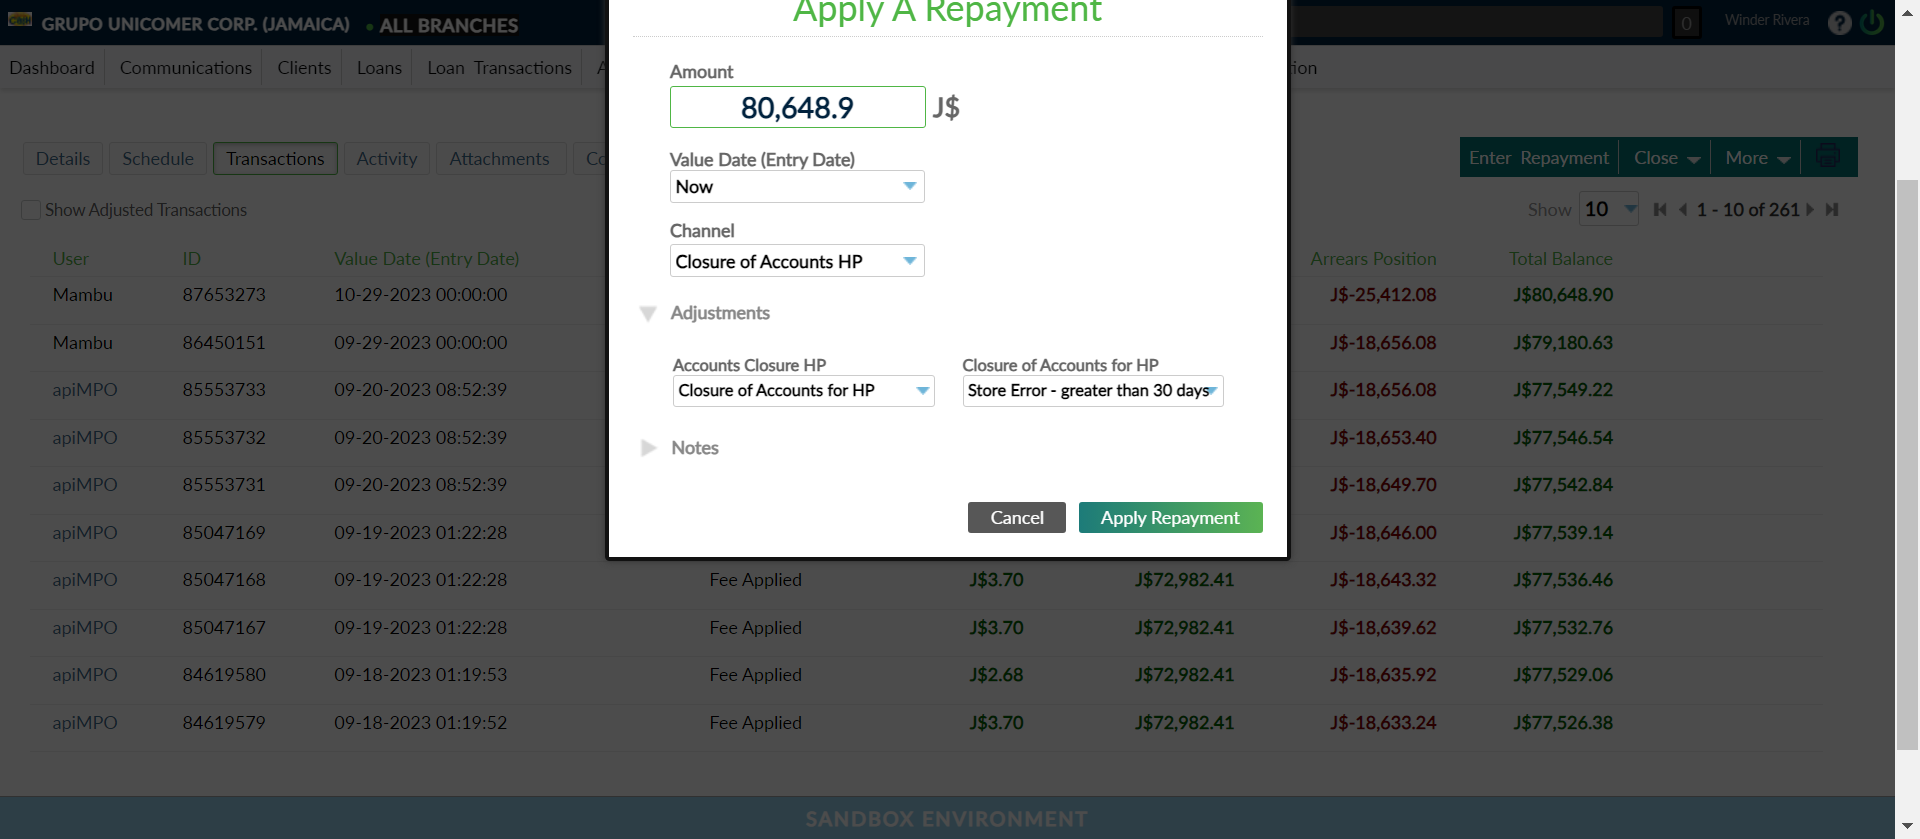 GRUPO UNICOMER CORP. (JAMAICA) • ALL BRANCHES
0 Winder Rivera ?
Apply A Repayment
Dashboard Communications Clients Loans Loan Transactions
Amount
80,648.9 J$
Details Schedule Transactions Activity Attachments
Value Date (Entry Date)
Now
Enter Repayment Close More
Show Adjusted Transactions
Show 10 1 - 10 of 261
Channel
Closure of Accounts HP
Adjustments
Accounts Closure HP Closure of Accounts for HP
Closure of Accounts for HP Store Error - greater than 30 days
Notes
Cancel Apply Repayment
User ID Value Date (Entry Date) Arrears Position Total Balance
Mambu 87653273 10-29-2023 00:00:00 J$-25,412.08 J$80,648.90
Mambu 86450151 09-29-2023 00:00:00 J$-18,656.08 J$79,180.63
apiMPO 85553733 09-20-2023 08:52:39 J$-18,656.08 J$77,549.22
apiMPO 85553732 09-20-2023 08:52:39 J$-18,653.40 J$77,546.54
apiMPO 85553731 09-20-2023 08:52:39 J$-18,649.70 J$77,542.84
apiMPO 85047169 09-19-2023 01:22:28 J$-18,646.00 J$77,539.14
apiMPO 85047168 09-19-2023 01:22:28 Fee Applied J$3.70 J$72,982.41 J$-18,643.32 J$77,536.46
apiMPO 85047167 09-19-2023 01:22:28 Fee Applied J$3.70 J$72,982.41 J$-18,639.62 J$77,532.76
apiMPO 84619580 09-18-2023 01:19:53 Fee Applied J$2.68 J$72,982.41 J$-18,635.92 J$77,529.06
apiMPO 84619579 09-18-2023 01:19:52 Fee Applied J$3.70 J$72,982.41 J$-18,633.24 J$77,526.38
SANDBOX ENVIRONMENT